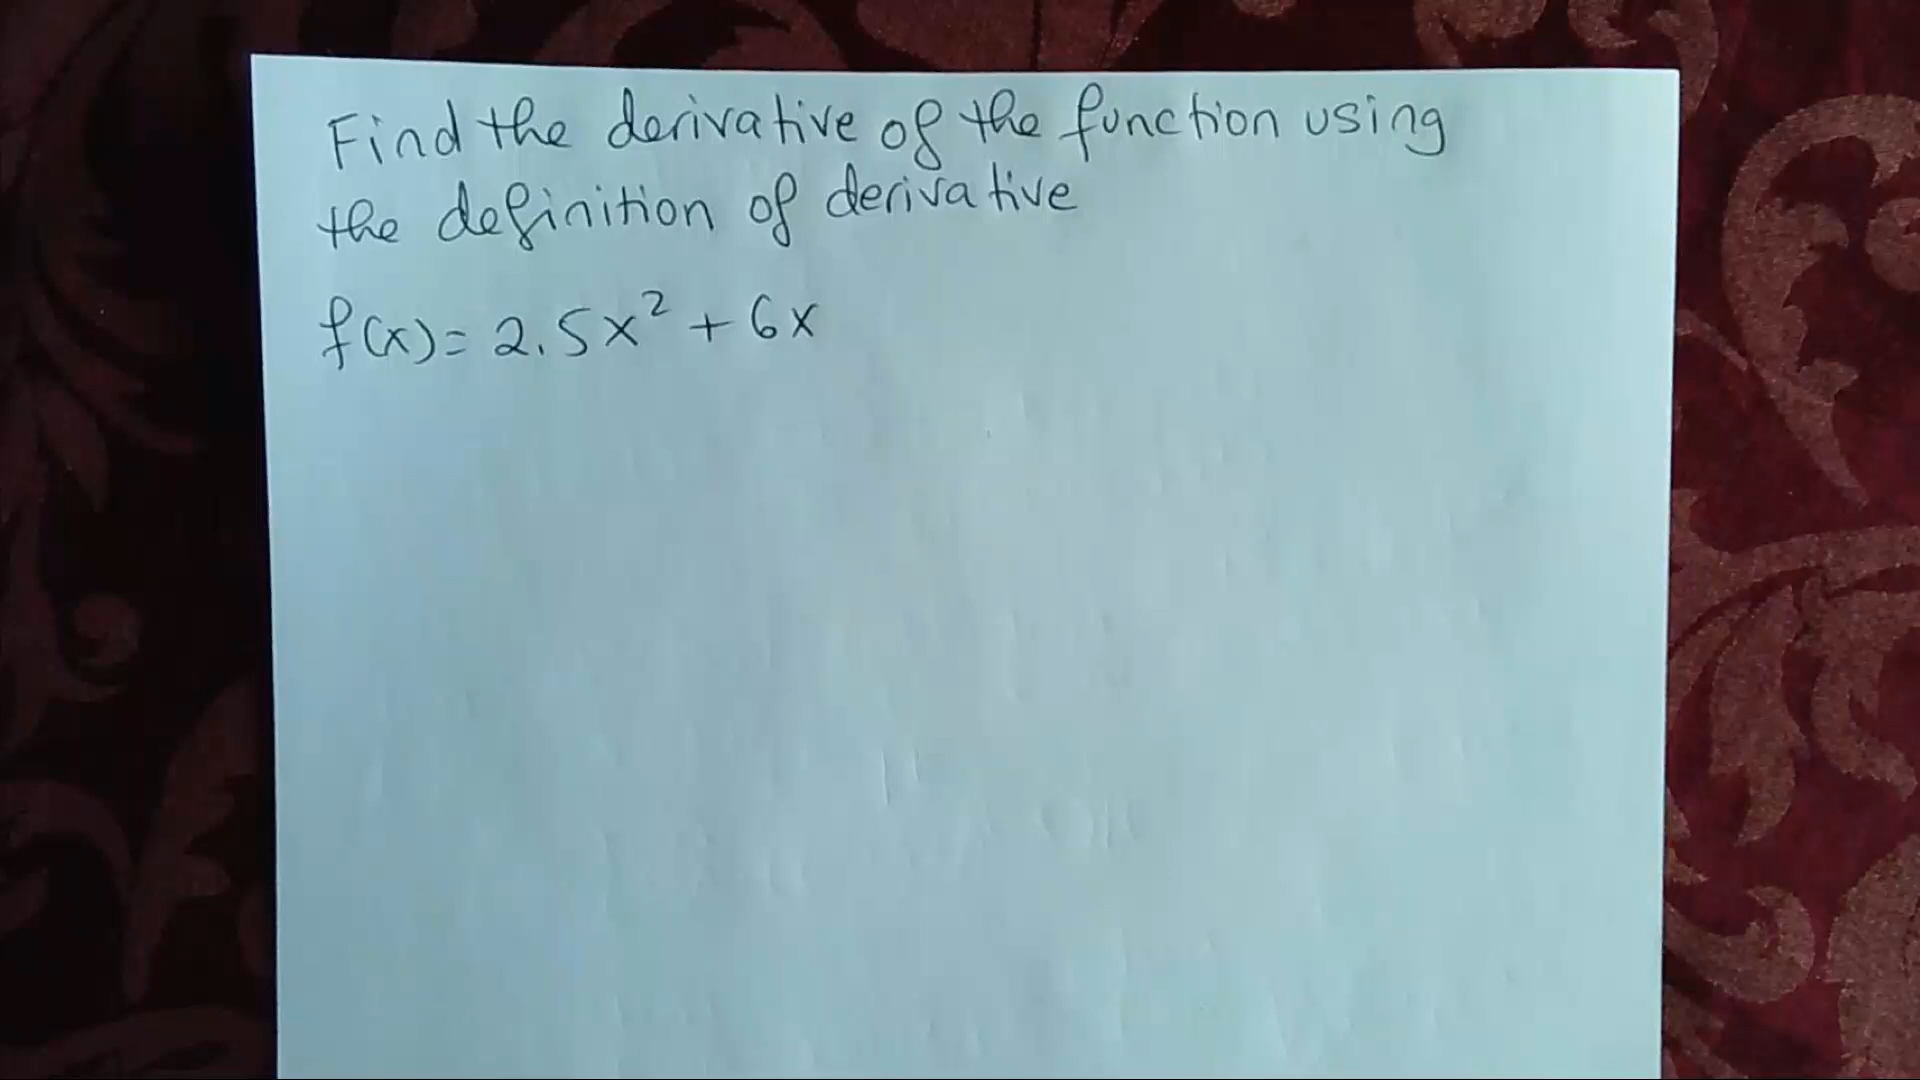 Find the derivative of the function using
the definition of derivative
f(x) = 2.5x² + 6x